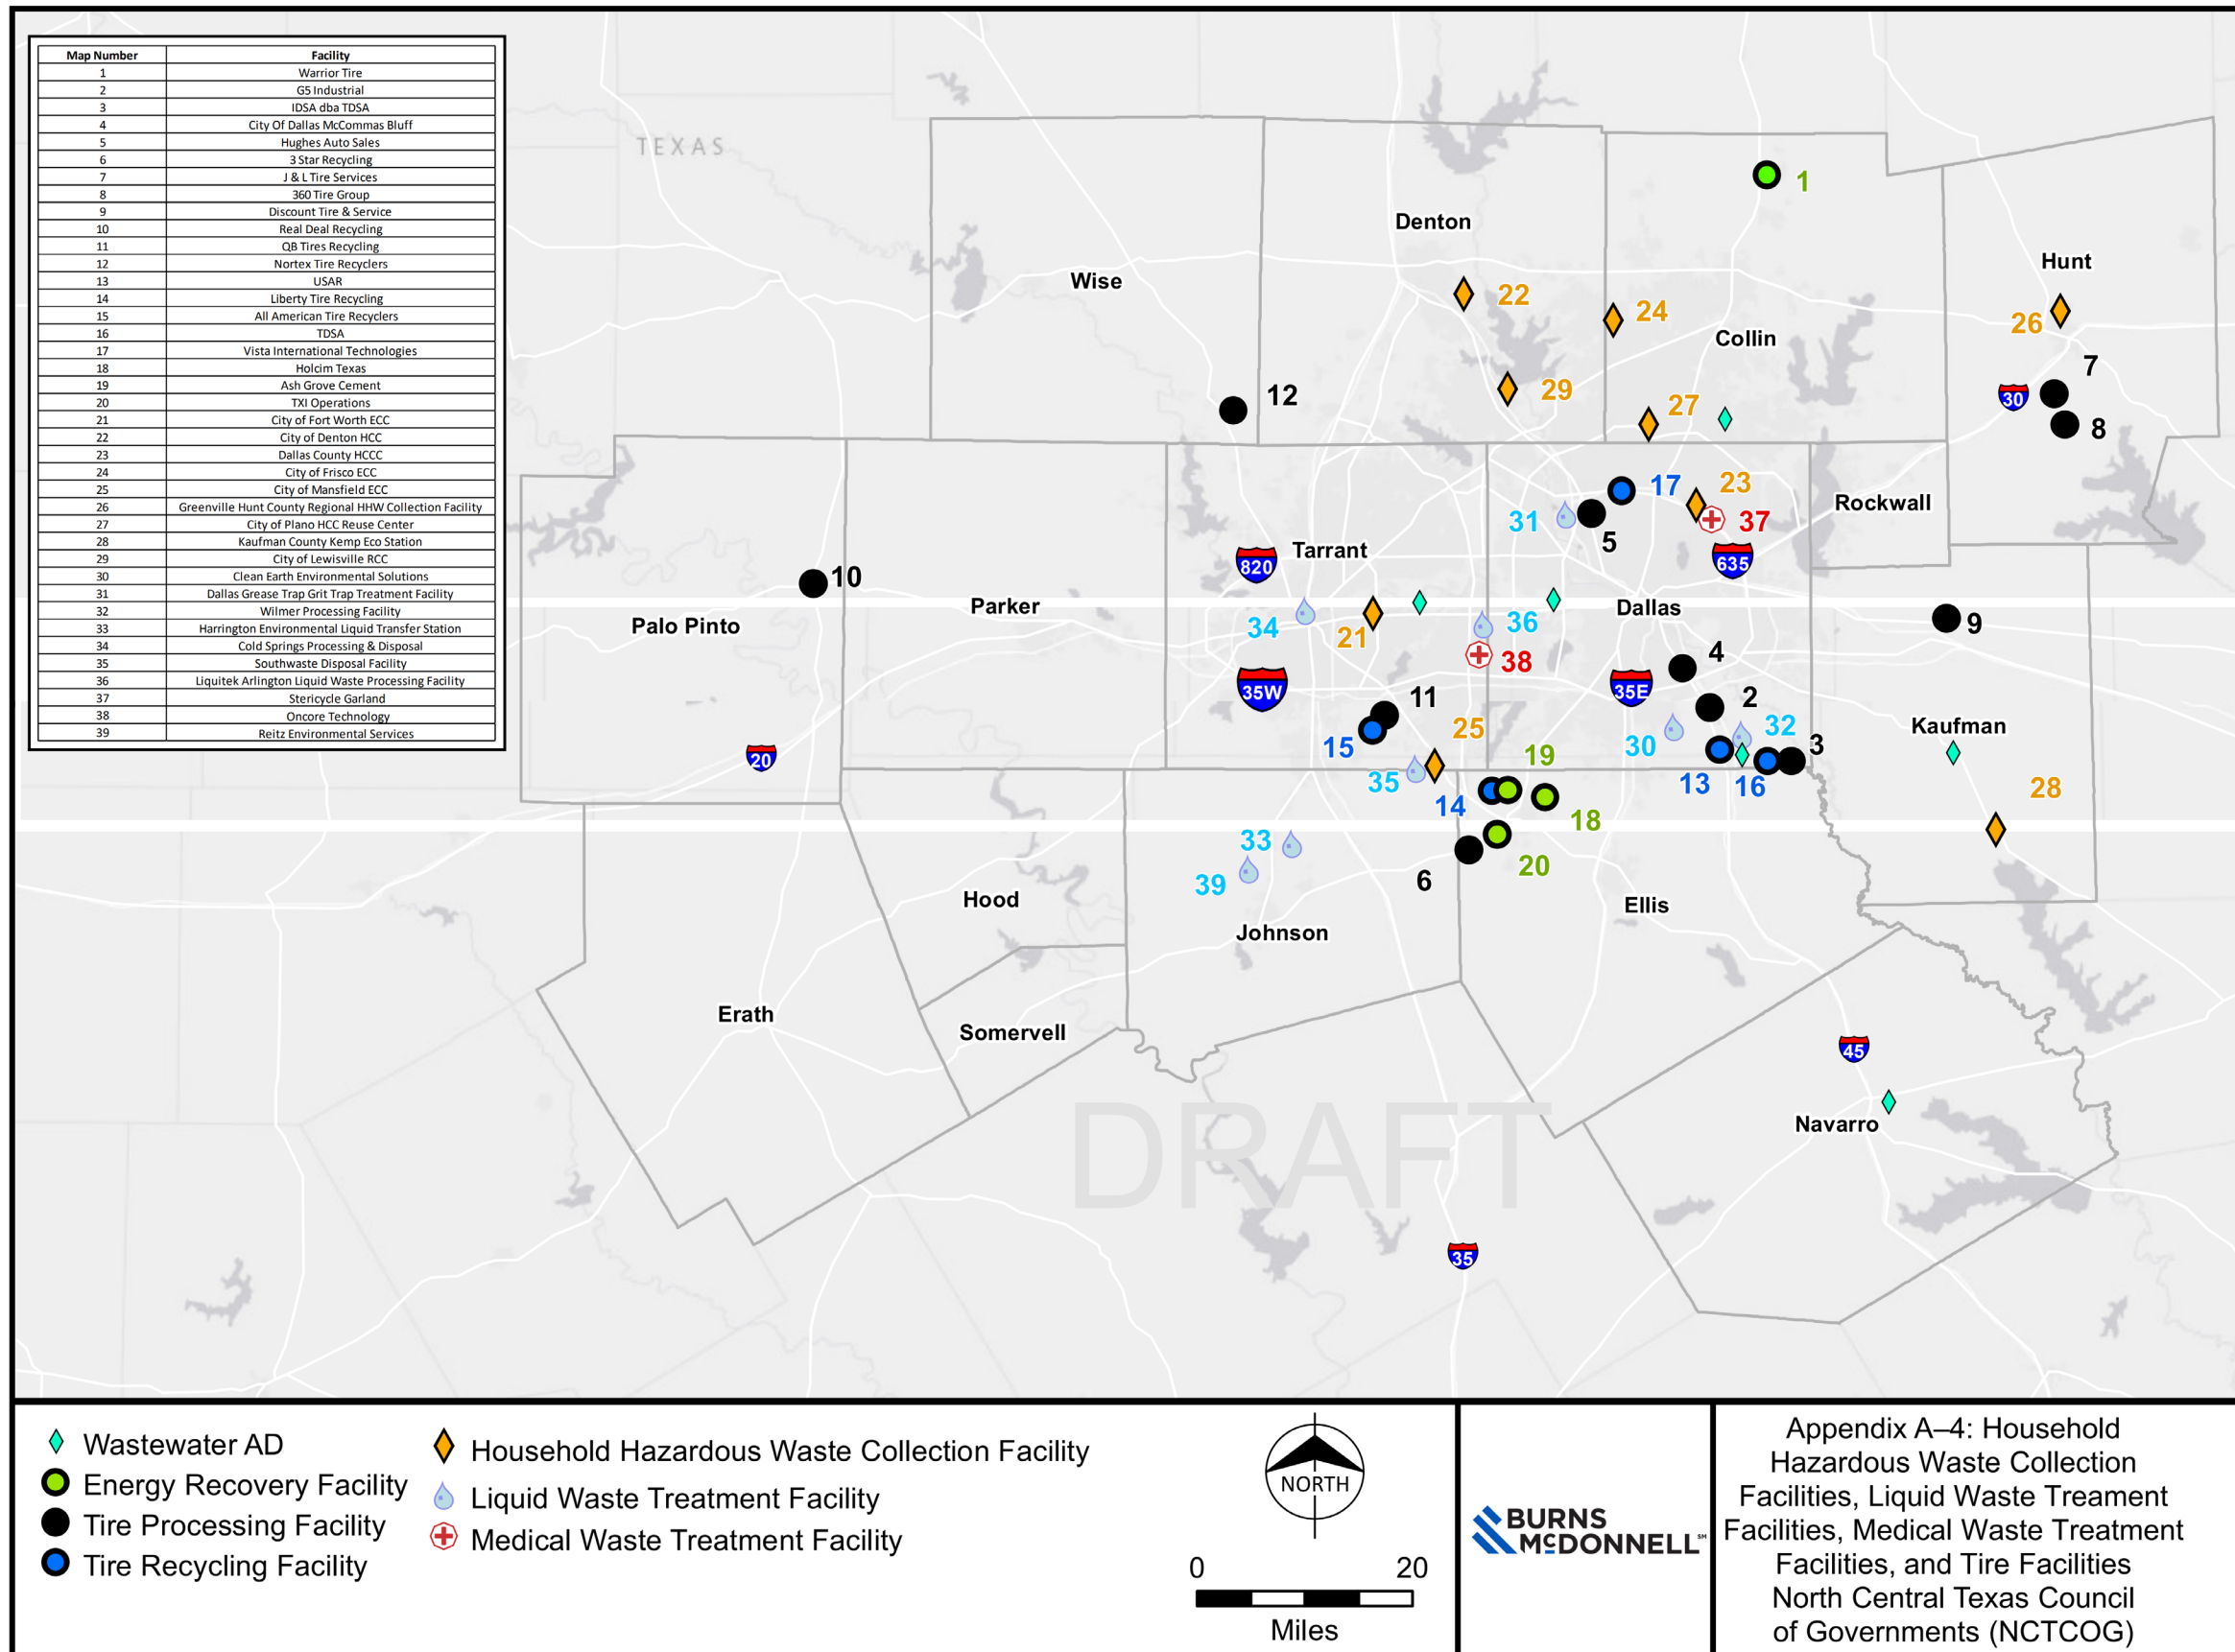 Map Number Facility
1 Warrior Tire
2 G5 Industrial
3 IDSA dba TDSA
4 City Of Dallas McCommas Bluff
5 Hughes Auto Sales
6 3 Star Recycling
7 J & L Tire Services
8 360 Tire Group
9 Discount Tire & Service
10 Real Deal Recycling
11 QB Tires Recycling
12 Nortex Tire Recyclers
13 USAR
14 Liberty Tire Recycling
15 All American Tire Recyclers
16 TDSA
17 Vista International Technologies
18 Holcim Texas
19 Ash Grove Cement
20 TXI Operations
21 City of Fort Worth ECC
22 City of Denton HCC
23 Dallas County HCCC
24 City of Frisco ECC
25 City of Mansfield ECC
26 Greenville Hunt County Regional HHW Collection Facility
27 City of Plano HCC Reuse Center
28 Kaufman County Kemp Eco Station
29 City of Lewisville RCC
30 Clean Earth Environmental Solutions
31 Dallas Grease Trap Grit Trap Treatment Facility
32 Wilmer Processing Facility
33 Harrington Environmental Liquid Transfer Station
34 Cold Springs Processing & Disposal
35 Southwaste Disposal Facility
36 Liquitek Arlington Liquid Waste Processing Facility
37 Stericycle Garland
38 Oncore Technology
39 Reitz Environmental Services
TEXAS
1
Denton
Hunt
Wise
22
24
26
Collin
7
29
12
27
30
8
17
23
Rockwall
31
37
5
Tarrant
820
635
10
Parker
Dallas
34
36
9
Palo Pinto
21
4
38
35W
35E
11
2
25
32
Kaufman
15
30
3
19
20
35
13
16
28
14
18
33
20
6
39
Hood
Ellis
Johnson
Erath
Somervell
45
DRAFT
Navarro
35
Wastewater AD
Energy Recovery Facility
Tire Processing Facility
Tire Recycling Facility
Household Hazardous Waste Collection Facility
Liquid Waste Treatment Facility
Medical Waste Treatment Facility
NORTH
0 20
Miles
BURNS
McDONNELL℠
Appendix A–4: Household
Hazardous Waste Collection
Facilities, Liquid Waste Treament
Facilities, Medical Waste Treatment
Facilities, and Tire Facilities
North Central Texas Council
of Governments (NCTCOG)